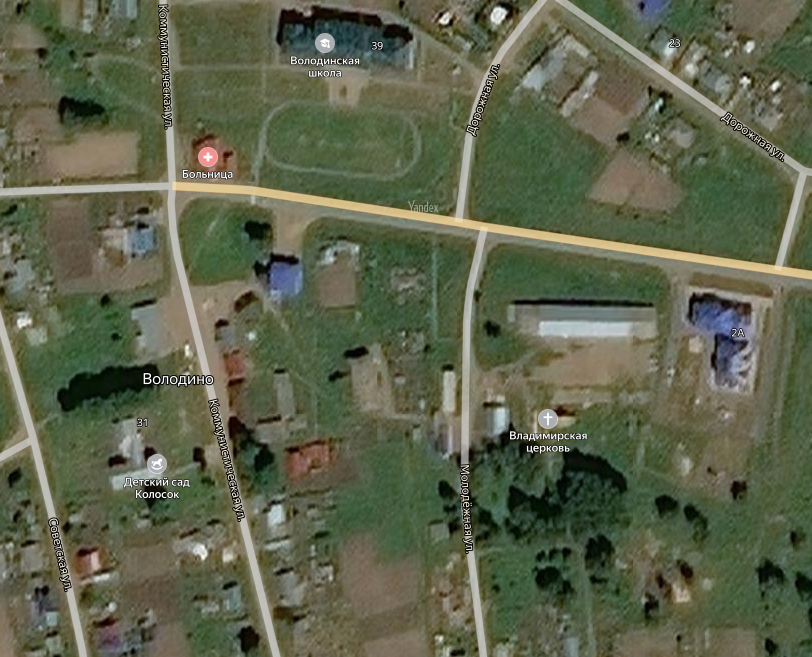 Коммунистическая ул.
39
Володинская
школа
23
Дорожная ул.
Дорожная ул.
Больница
Yandex
2А
Володино
31
Коммунистическая ул.
Владимирская
церковь
Детский сад
Колосок
Молодёжная ул.
Советская ул.